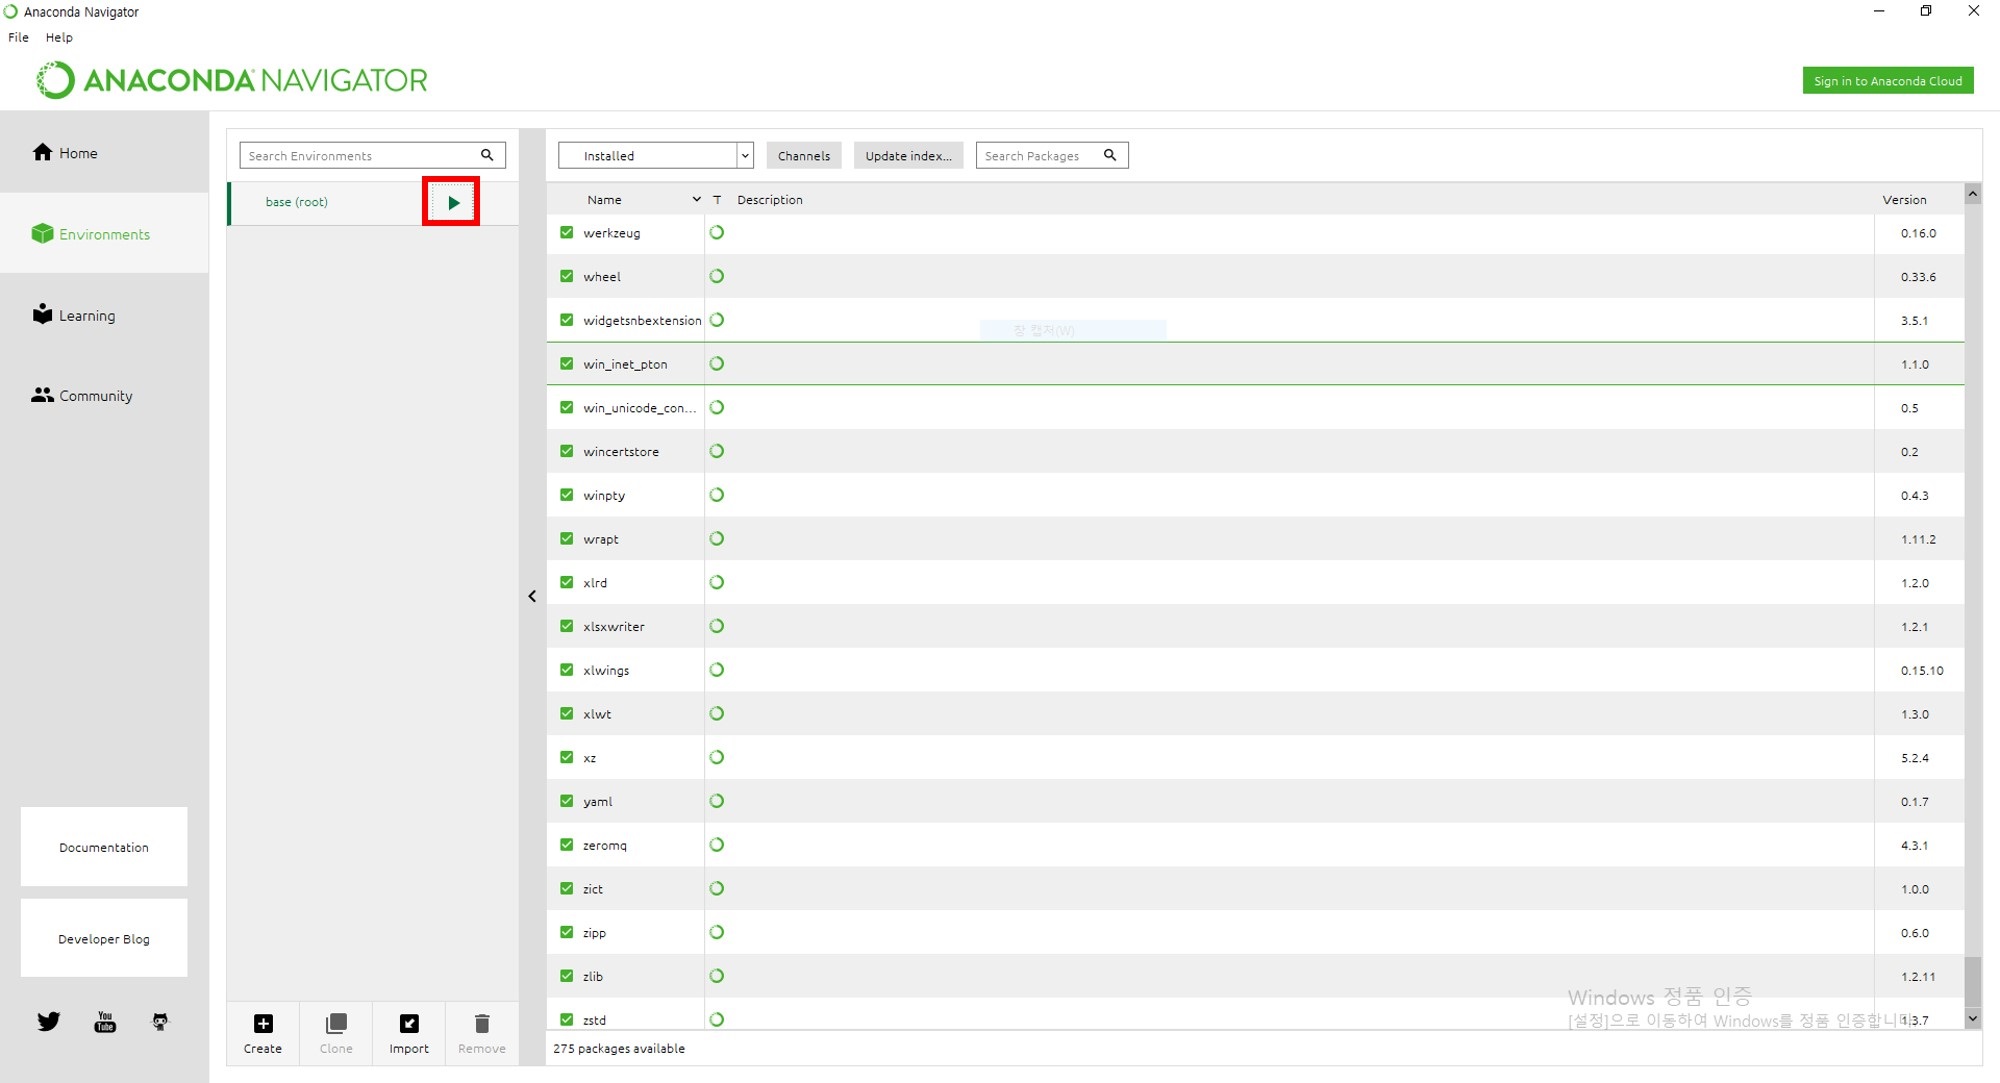 Anaconda Navigator
File Help
ANACONDA NAVIGATOR
Sign in to Anaconda Cloud
Home
Environments
Learning
Community
Documentation
Developer Blog
You Tube
Search Environments
base (root)
Create Clone Import Remove
Installed Channels Update index... Search Packages
Name T Description Version
werkzeug 0.16.0
wheel 0.33.6
widgetsnbextension 3.5.1
창 캡처(W)
win_inet_pton 1.1.0
win_unicode_con... 0.5
wincertstore 0.2
winpty 0.4.3
wrapt 1.11.2
xlrd 1.2.0
xlsxwriter 1.2.1
xlwings 0.15.10
xlwt 1.3.0
xz 5.2.4
yaml 0.1.7
zeromq 4.3.1
zict 1.0.0
zipp 0.6.0
zlib 1.2.11
zstd 1.3.7
Windows 정품 인증
[설정]으로 이동하여 Windows를 정품 인증합니다.
275 packages available